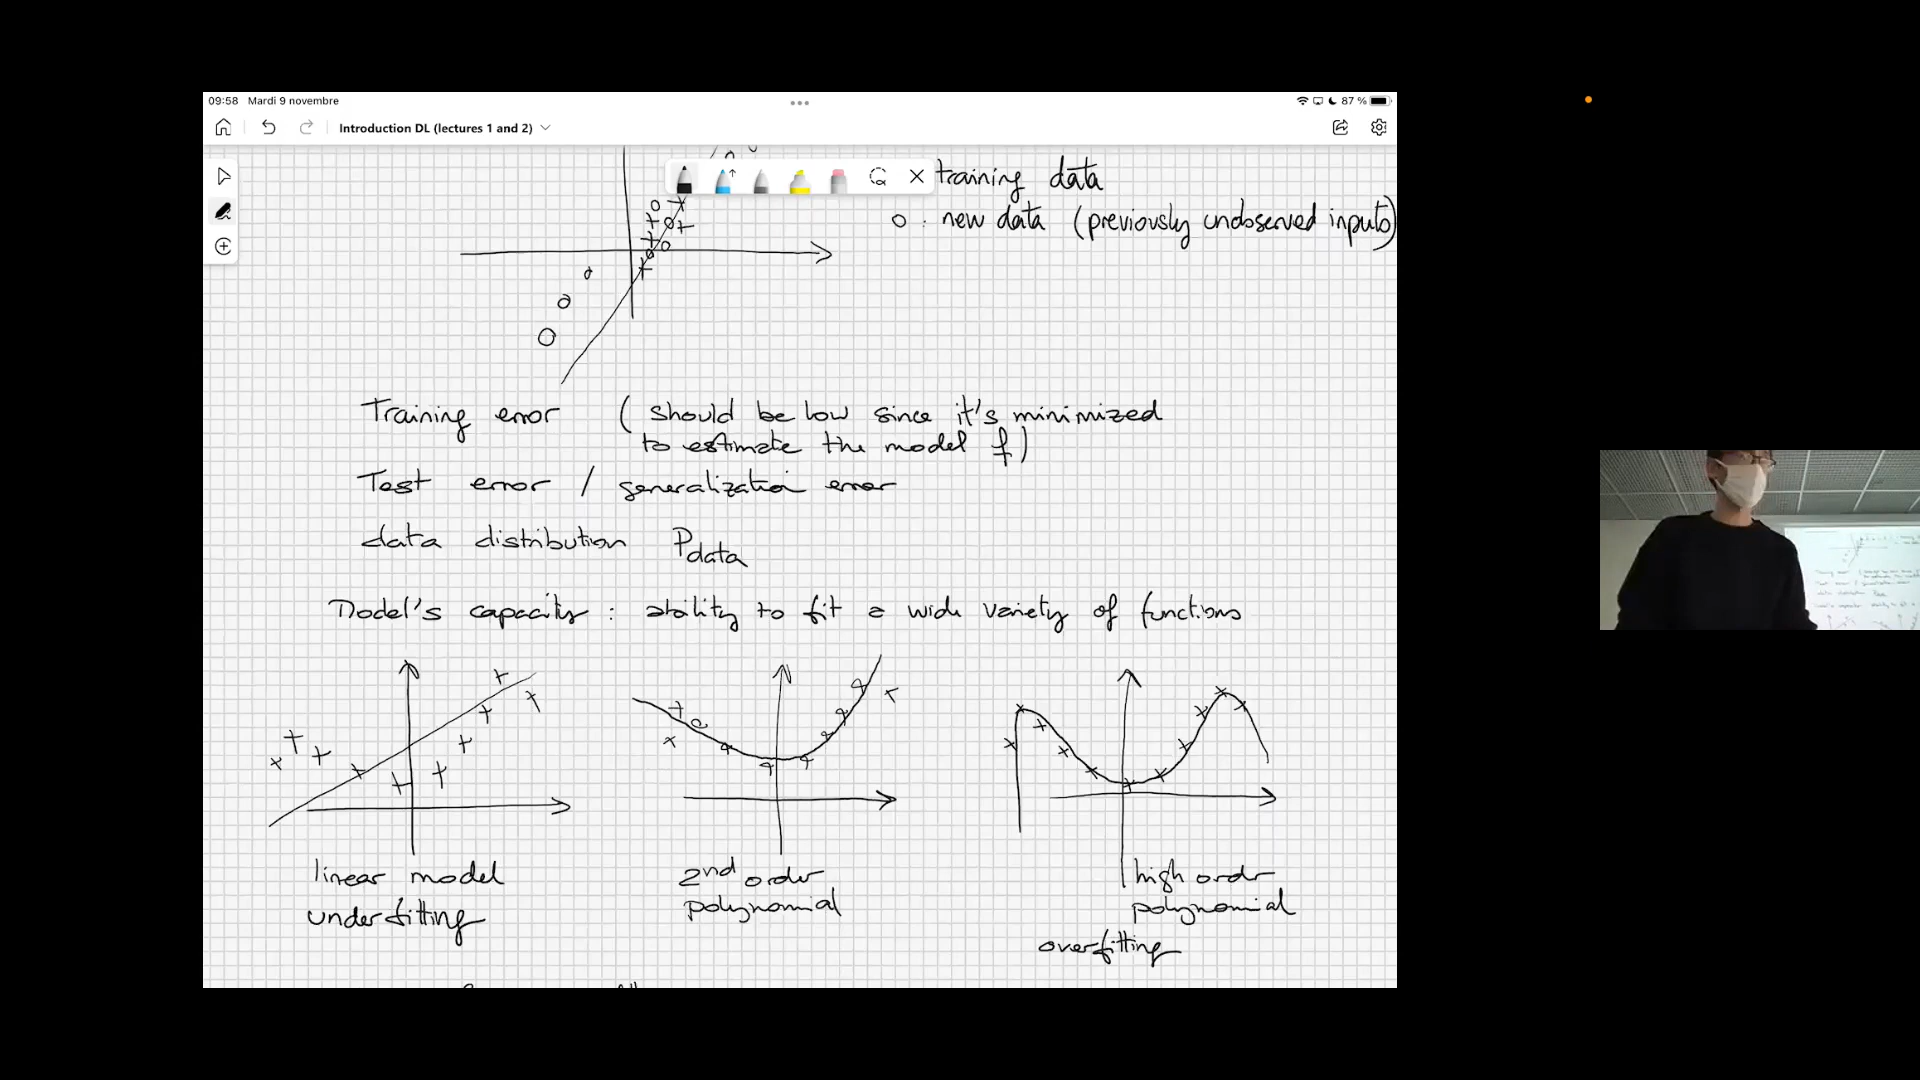 09:58 Mardi 9 novembre
87 %
Introduction DL (lectures 1 and 2)
training data
o : new data (previously undoserved inputs)
Training error ( should be low since it's minimized
to estimate the model f )
Test error / generalization error
data distribution Pdata
Model's capacity : ability to fit a wide variety of functions
linear model
underfitting
2nd order
polynomial
high order
polynomial
overfitting